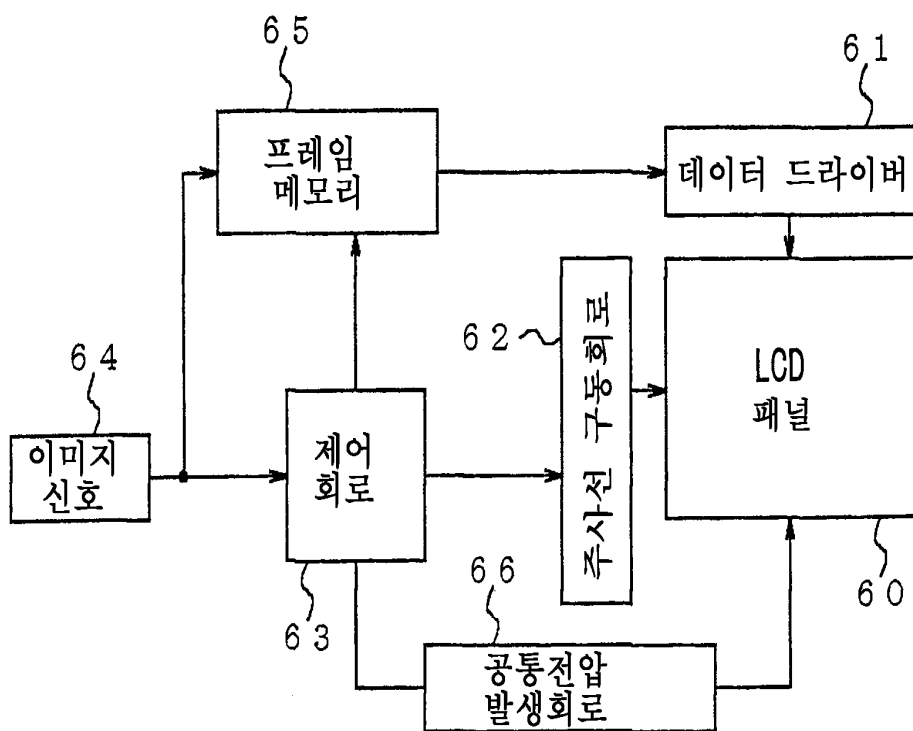 65
프레임
메모리
61
데이터 드라이버
62
주사선 구동회로
LCD
패널
64
이미지
신호
제어
회로
63
60
66
공통전압
발생회로